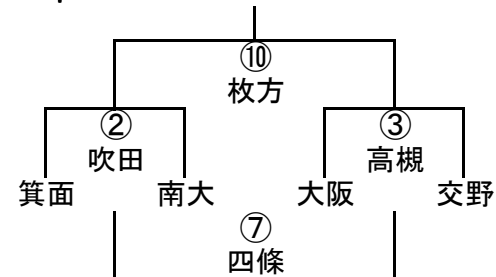 ⑩
枚方
② ③
吹田 高槻
箕面 南大 大阪 交野
⑦
四條